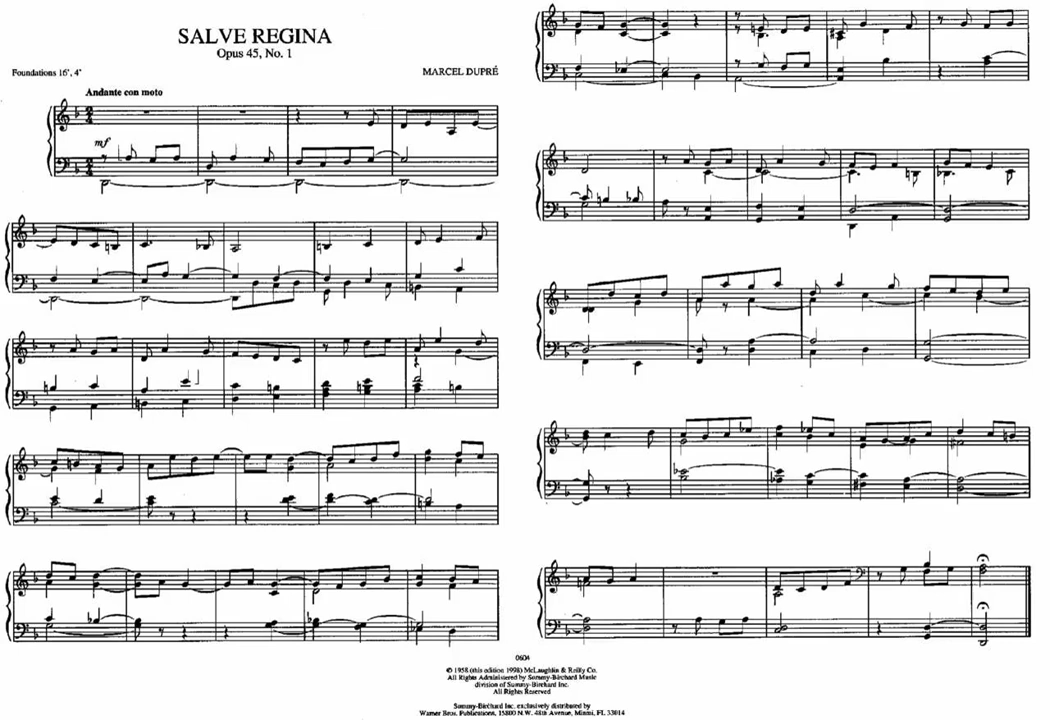 SALVE REGINA
Opus 45, No. 1
Foundations 16', 4'
MARCEL DUPRÉ
Andante con moto
mf
0604
© 1958 (this edition 1998) McLaughlin & Reilly Co.
All Rights Administered by Summy-Birchard Music
division of Summy-Birchard Inc.
All Rights Reserved
Summy-Birchard Inc. exclusively distributed by
Warner Bros. Publications, 15800 N.W. 48th Avenue, Miami, FL 33014